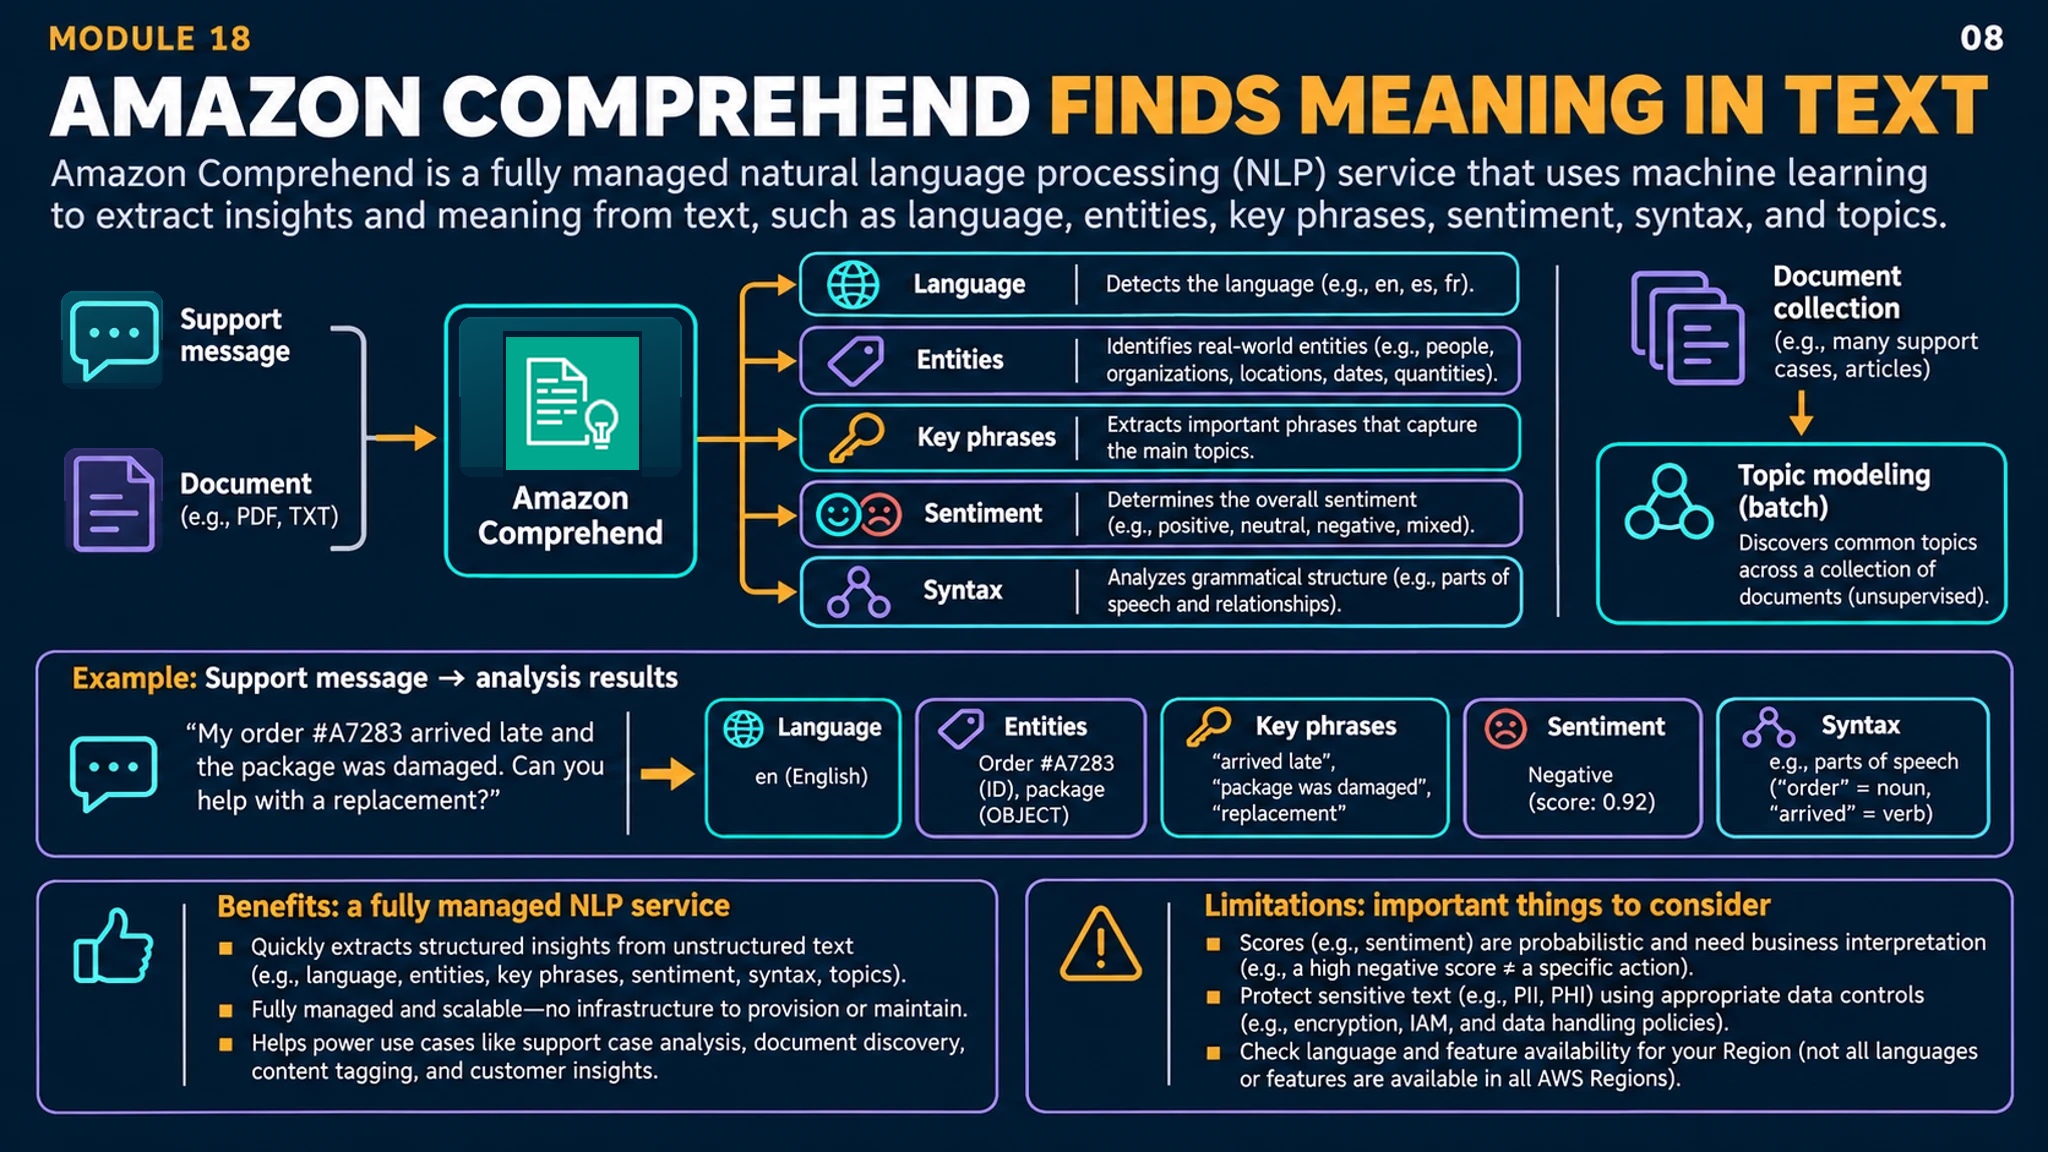 MODULE 18
08
AMAZON COMPREHEND FINDS MEANING IN TEXT
Amazon Comprehend is a fully managed natural language processing (NLP) service that uses machine learning
to extract insights and meaning from text, such as language, entities, key phrases, sentiment, syntax, and topics.
Support
message
Document
(e.g., PDF, TXT)
Amazon
Comprehend
Language
Detects the language (e.g., en, es, fr).
Entities
Identifies real-world entities (e.g., people,
organizations, locations, dates, quantities).
Key phrases
Extracts important phrases that capture
the main topics.
Sentiment
Determines the overall sentiment
(e.g., positive, neutral, negative, mixed).
Syntax
Analyzes grammatical structure (e.g., parts of
speech and relationships).
Document
collection
(e.g., many support
cases, articles)
Topic modeling
(batch)
Discovers common topics
across a collection of
documents (unsupervised).
Example: Support message → analysis results
“My order #A7283 arrived late and
the package was damaged. Can you
help with a replacement?”
Language
en (English)
Entities
Order #A7283
(ID), package
(OBJECT)
Key phrases
“arrived late”,
“package was damaged”,
“replacement”
Sentiment
Negative
(score: 0.92)
Syntax
e.g., parts of speech
(“order” = noun,
“arrived” = verb)
Benefits: a fully managed NLP service
■ Quickly extracts structured insights from unstructured text
(e.g., language, entities, key phrases, sentiment, syntax, topics).
■ Fully managed and scalable—no infrastructure to provision or maintain.
■ Helps power use cases like support case analysis, document discovery,
content tagging, and customer insights.
Limitations: important things to consider
■ Scores (e.g., sentiment) are probabilistic and need business interpretation
(e.g., a high negative score ≠ a specific action).
■ Protect sensitive text (e.g., PII, PHI) using appropriate data controls
(e.g., encryption, IAM, and data handling policies).
■ Check language and feature availability for your Region (not all languages
or features are available in all AWS Regions).